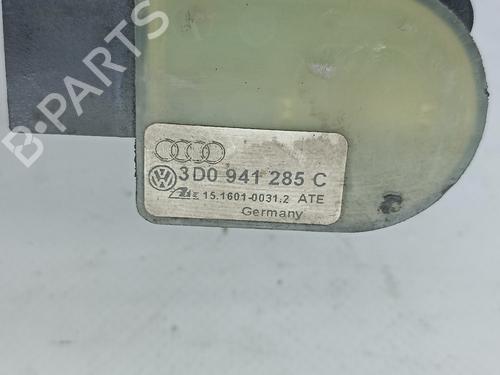 B-PARTS
3D0 941 285 C
15.1601-0031.2 ATE
Germany